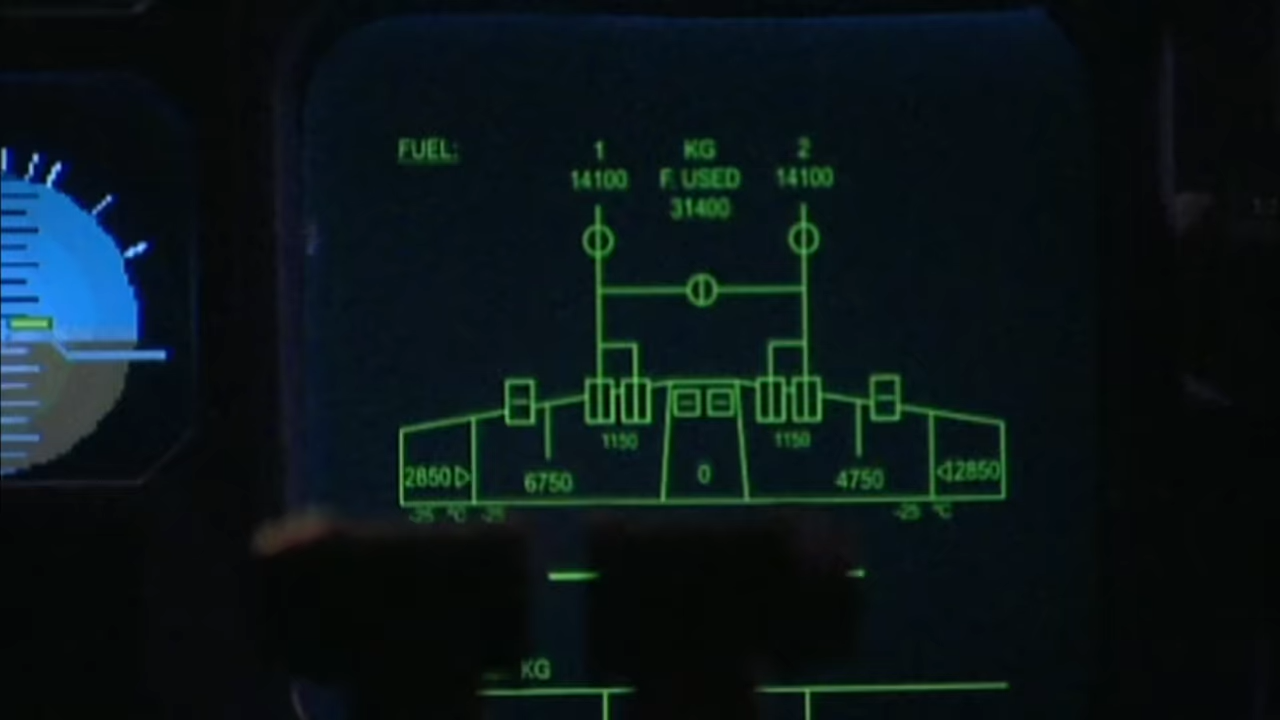 FUEL:
1 KG 2
14100 F. USED 14100
31400
1150 1150
2850 6750 0 4750 2850
-25 °C -25 -25 °C
KG